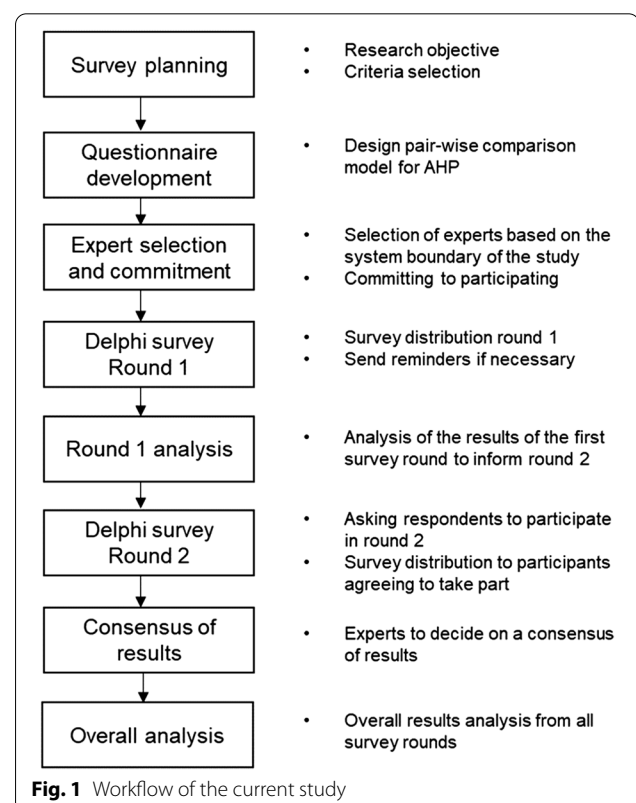 Survey planning
• Research objective
• Criteria selection
Questionnaire
development
• Design pair-wise comparison
model for AHP
Expert selection
and commitment
• Selection of experts based on the
system boundary of the study
• Committing to participating
Delphi survey
Round 1
• Survey distribution round 1
• Send reminders if necessary
Round 1 analysis
• Analysis of the results of the first
survey round to inform round 2
Delphi survey
Round 2
• Asking respondents to participate
in round 2
• Survey distribution to participants
agreeing to take part
Consensus of
results
• Experts to decide on a consensus
of results
Overall analysis
• Overall results analysis from all
survey rounds
Fig. 1 Workflow of the current study